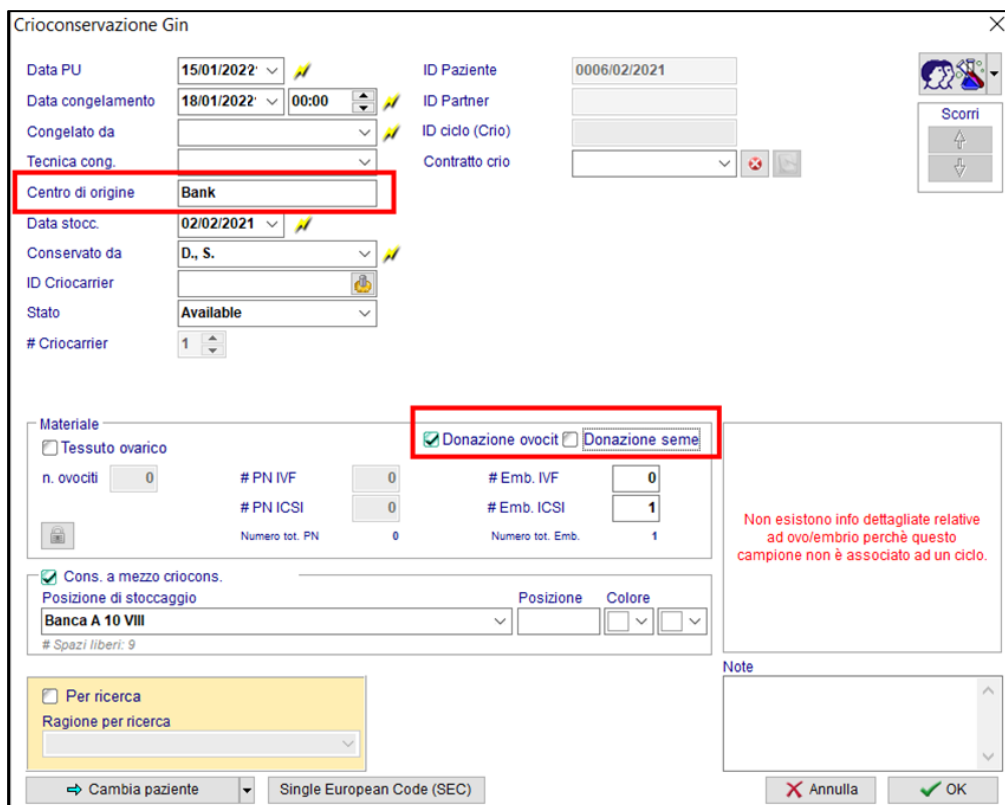 Crioconservazione Gin
Data PU 15/01/2022 ID Paziente 0006/02/2021
Data congelamento 18/01/2022 00:00 ID Partner
Scorri
Congelato da ID ciclo (Crio)
Tecnica cong. Contratto crio
Centro di origine Bank
Data stocc. 02/02/2021
Conservato da D., S.
ID Criocarrier
Stato Available
# Criocarrier 1
Materiale
Tessuto ovarico Donazione ovocit Donazione seme
n. ovociti 0 # PN IVF 0 # Emb. IVF 0
# PN ICSI 0 # Emb. ICSI 1
Numero tot. PN 0 Numero tot. Emb. 1
Non esistono info dettagliate relative
ad ovo/embrio perchè questo
campione non è associato ad un ciclo.
Cons. a mezzo criocons.
Posizione di stoccaggio Posizione Colore
Banca A 10 VIII
# Spazi liberi: 9
Note
Per ricerca
Ragione per ricerca
Cambia paziente Single European Code (SEC) Annulla OK